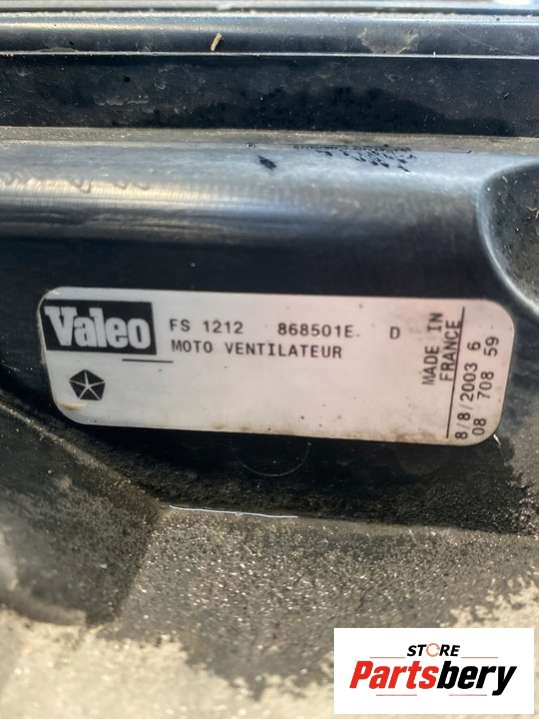 Valeo
FS 1212 868501E. D
MOTO VENTILATEUR
MADE IN
FRANCE
8/8/2003 6
08 708 59
STORE
Partsbery